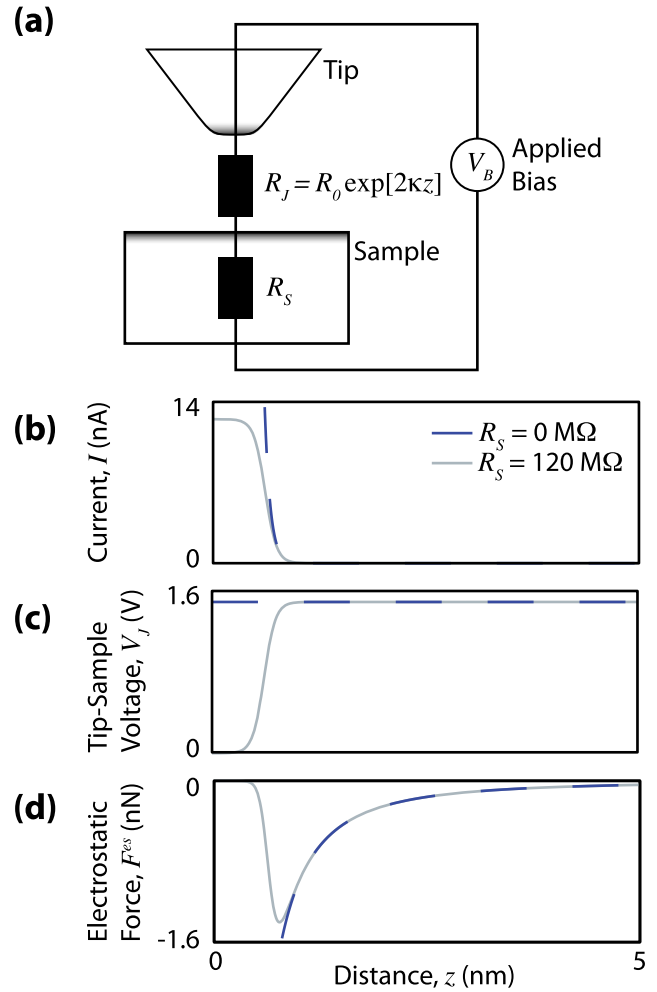 (a)
Tip
R_J = R_0 exp[2κz]
V_B
Applied
Bias
Sample
R_S
(b)
Current, I (nA)
14
0
R_S = 0 MΩ
R_S = 120 MΩ
(c)
Tip-Sample
Voltage, V_J (V)
1.6
0
(d)
Electrostatic
Force, F^es (nN)
0
-1.6
0
5
Distance, z (nm)